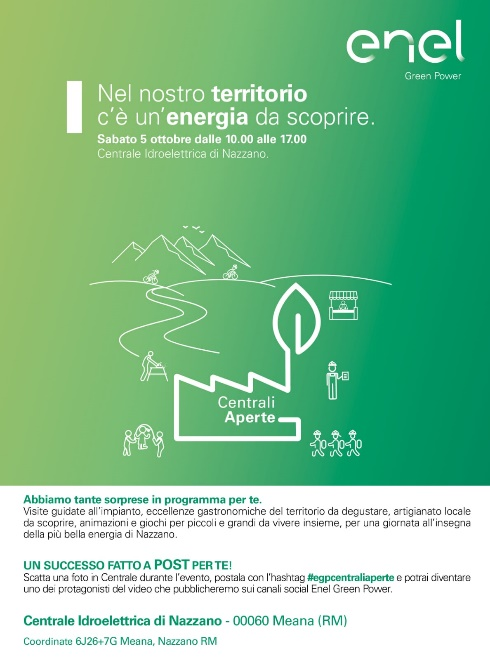 enel
Green Power
Nel nostro territorio
c'è un'energia da scoprire.
Sabato 5 ottobre dalle 10.00 alle 17.00
Centrale Idroelettrica di Nazzano.
Centrali
Aperte
Abbiamo tante sorprese in programma per te.
Visite guidate all'impianto, eccellenze gastronomiche del territorio da degustare, artigianato locale
da scoprire, animazioni e giochi per piccoli e grandi da vivere insieme, per una giornata all'insegna
della più bella energia di Nazzano.
UN SUCCESSO FATTO A POST PER TE!
Scatta una foto in Centrale durante l'evento, postala con l'hashtag #egpcentraliaperte e potrai diventare
uno dei protagonisti del video che pubblicheremo sui canali social Enel Green Power.
Centrale Idroelettrica di Nazzano - 00060 Meana (RM)
Coordinate 6J26+7G Meana, Nazzano RM